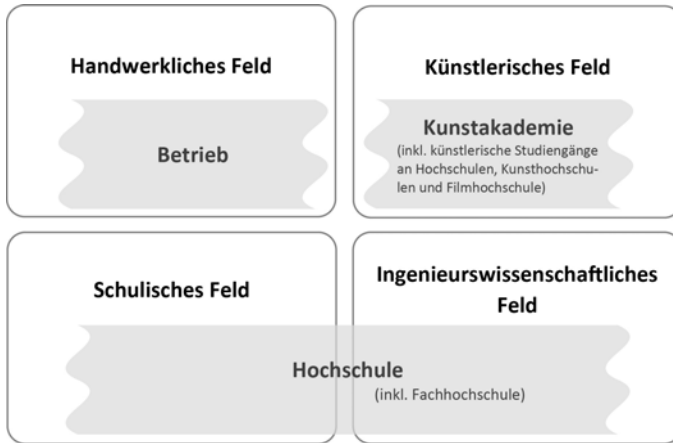 Handwerkliches Feld
Betrieb
Künstlerisches Feld
Kunstakademie
(inkl. künstlerische Studiengänge
an Hochschulen, Kunsthochschu-
len und Filmhochschule)
Schulisches Feld
Ingenieurswissenschaftliches
Feld
Hochschule
(inkl. Fachhochschule)